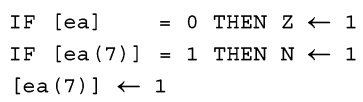 IF [ea]    = 0 THEN Z ← 1
IF [ea(7)] = 1 THEN N ← 1
[ea(7)] ← 1